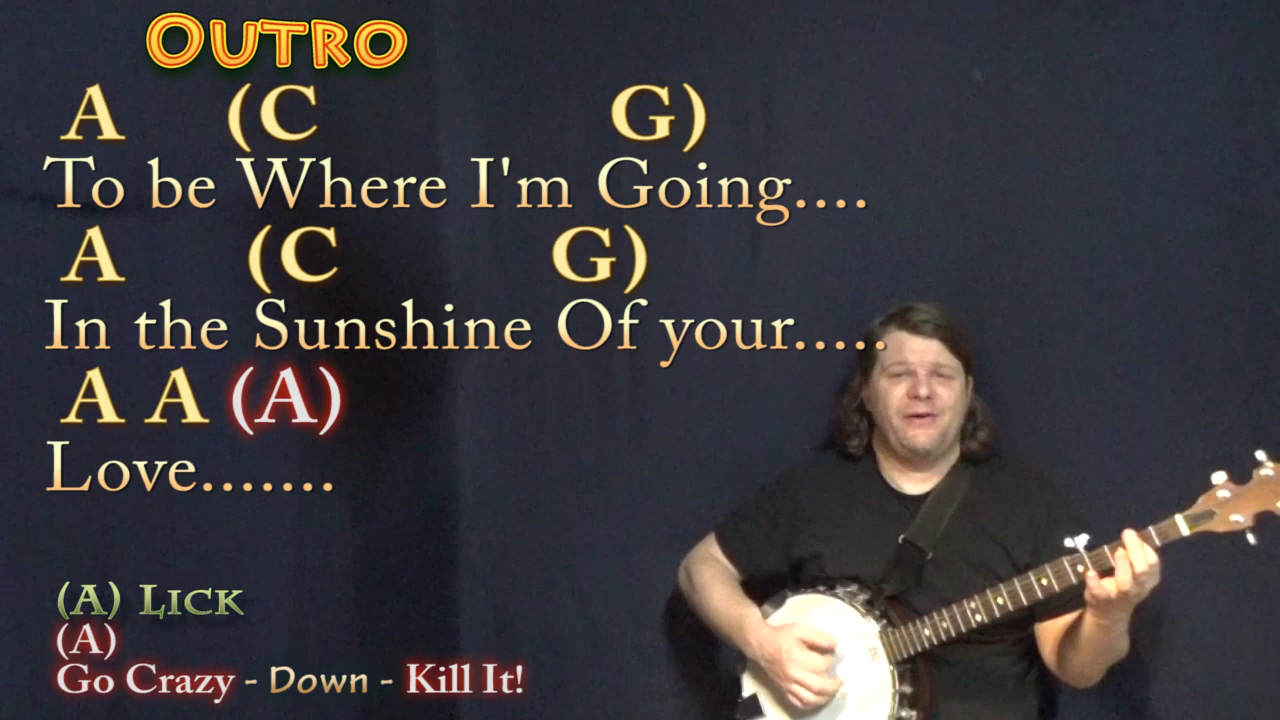 Outro
A (C G)
To be Where I'm Going....
A (C G)
In the Sunshine Of your.....
A A (A)
Love.......
(A) Lick
(A)
Go Crazy - Down - Kill It!